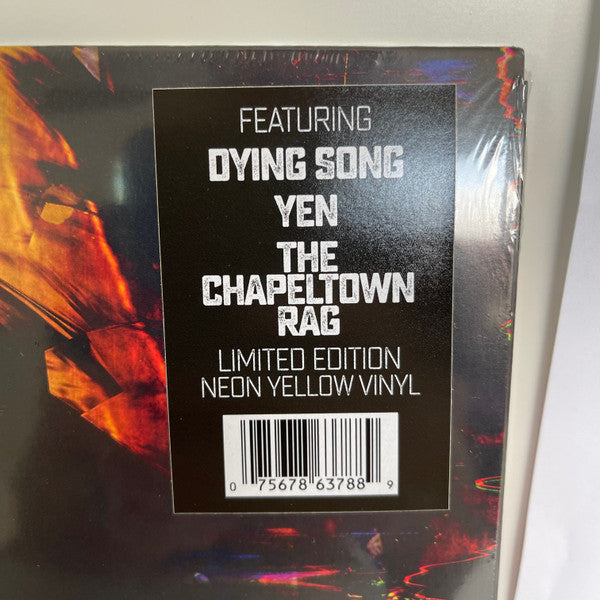 FEATURING
DYING SONG
YEN
THE
CHAPELTOWN
RAG
LIMITED EDITION
NEON YELLOW VINYL
0 75678 63788 9